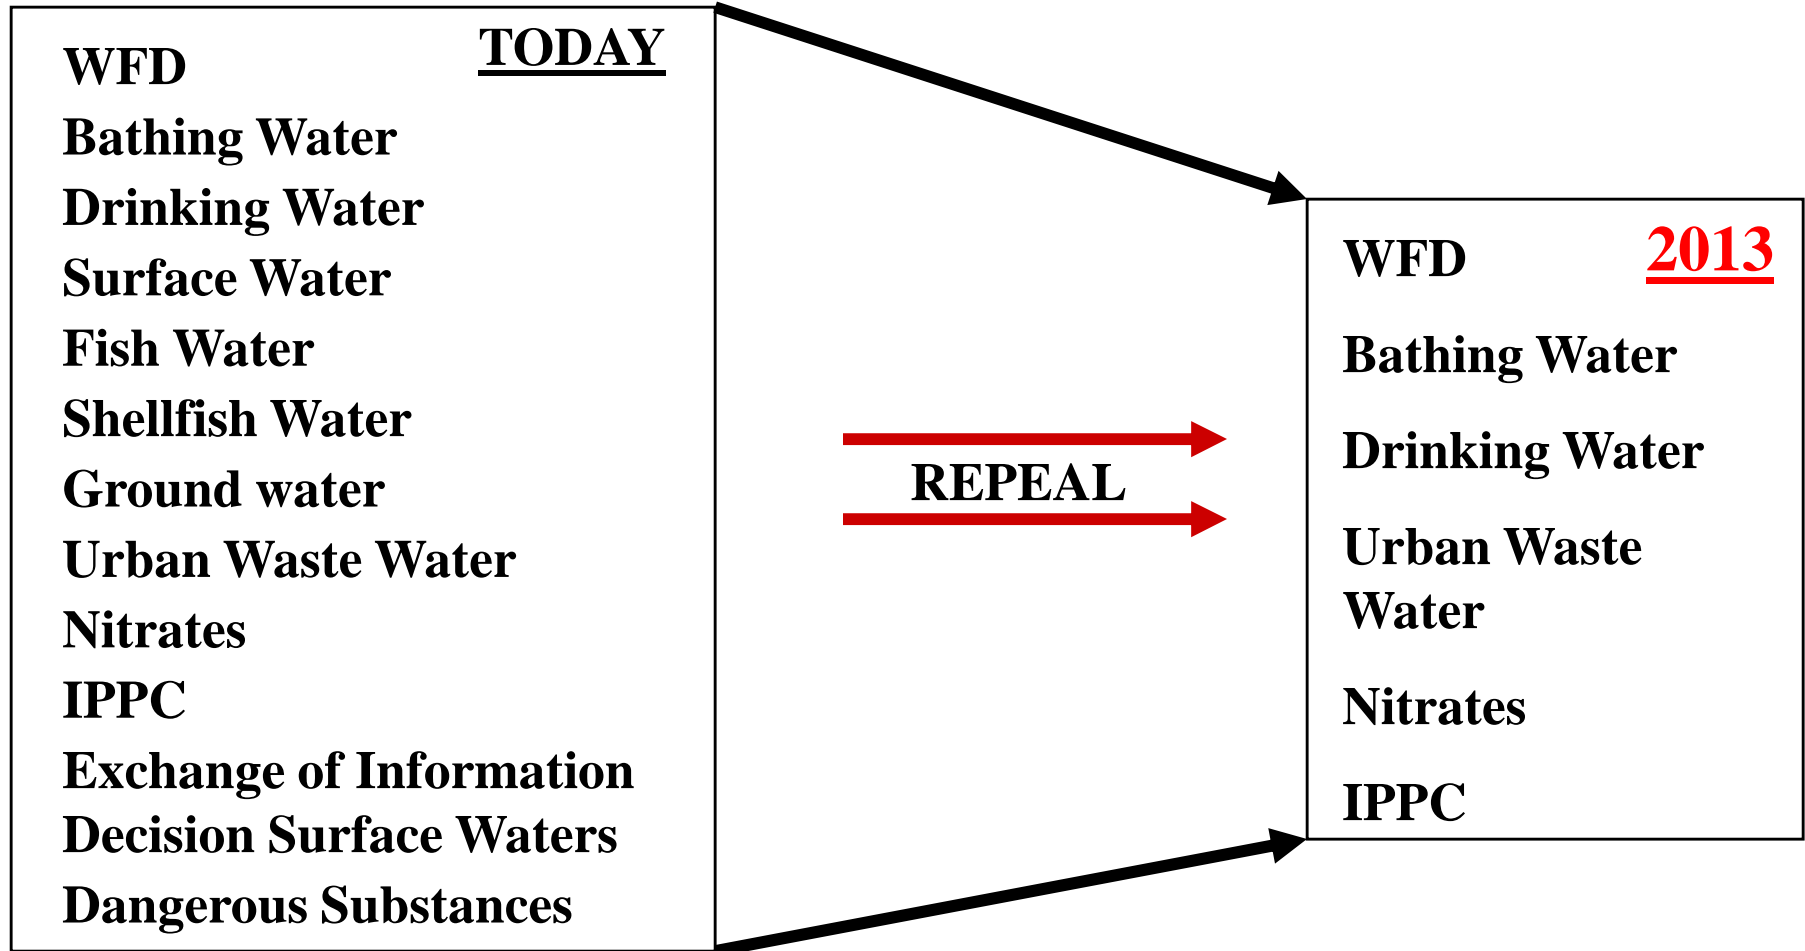 TODAY
WFD
Bathing Water
Drinking Water
Surface Water
Fish Water
Shellfish Water
Ground water
Urban Waste Water
Nitrates
IPPC
Exchange of Information
Decision Surface Waters
Dangerous Substances
REPEAL
2013
WFD
Bathing Water
Drinking Water
Urban Waste
Water
Nitrates
IPPC